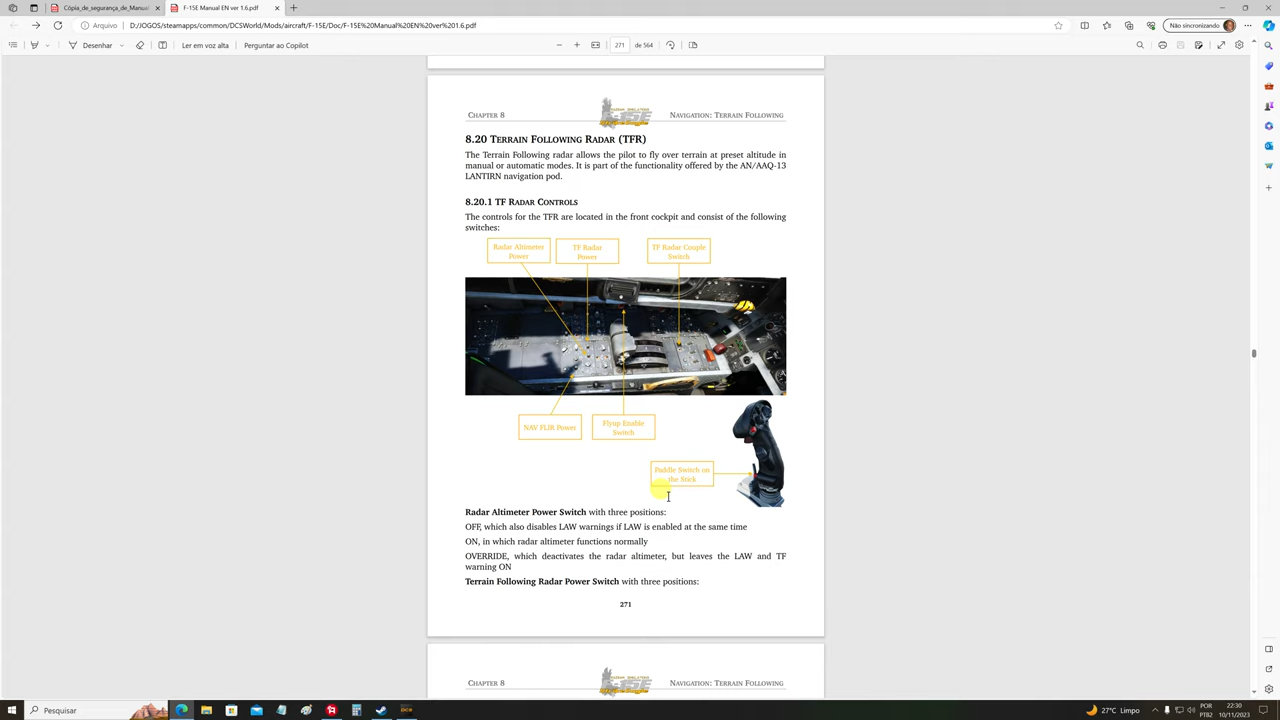 Cópia_de_segurança_de_Manual
F-15E Manual EN ver 1.6.pdf
Arquivo
D:/JOGOS/steamapps/common/DCSWorld/Mods/aircraft/F-15E/Doc/F-15E%20Manual%20EN%20ver%201.6.pdf
Não sincronizando
Desenhar
Ler em voz alta
Perguntar ao Copilot
271
de 564
CHAPTER 8
NAVIGATION: TERRAIN FOLLOWING
8.20 TERRAIN FOLLOWING RADAR (TFR)
The Terrain Following radar allows the pilot to fly over terrain at preset altitude in
manual or automatic modes. It is part of the functionality offered by the AN/AAQ-13
LANTIRN navigation pod.
8.20.1 TF RADAR CONTROLS
The controls for the TFR are located in the front cockpit and consist of the following
switches:
Radar Altimeter
Power
TF Radar
Power
TF Radar Couple
Switch
NAV FLIR Power
Flyup Enable
Switch
Paddle Switch on
the Stick
Radar Altimeter Power Switch with three positions:
OFF, which also disables LAW warnings if LAW is enabled at the same time
ON, in which radar altimeter functions normally
OVERRIDE, which deactivates the radar altimeter, but leaves the LAW and TF
warning ON
Terrain Following Radar Power Switch with three positions:
271
CHAPTER 8
NAVIGATION: TERRAIN FOLLOWING
Pesquisar
27°C Limpo
POR
PTB2
22:30
10/11/2023